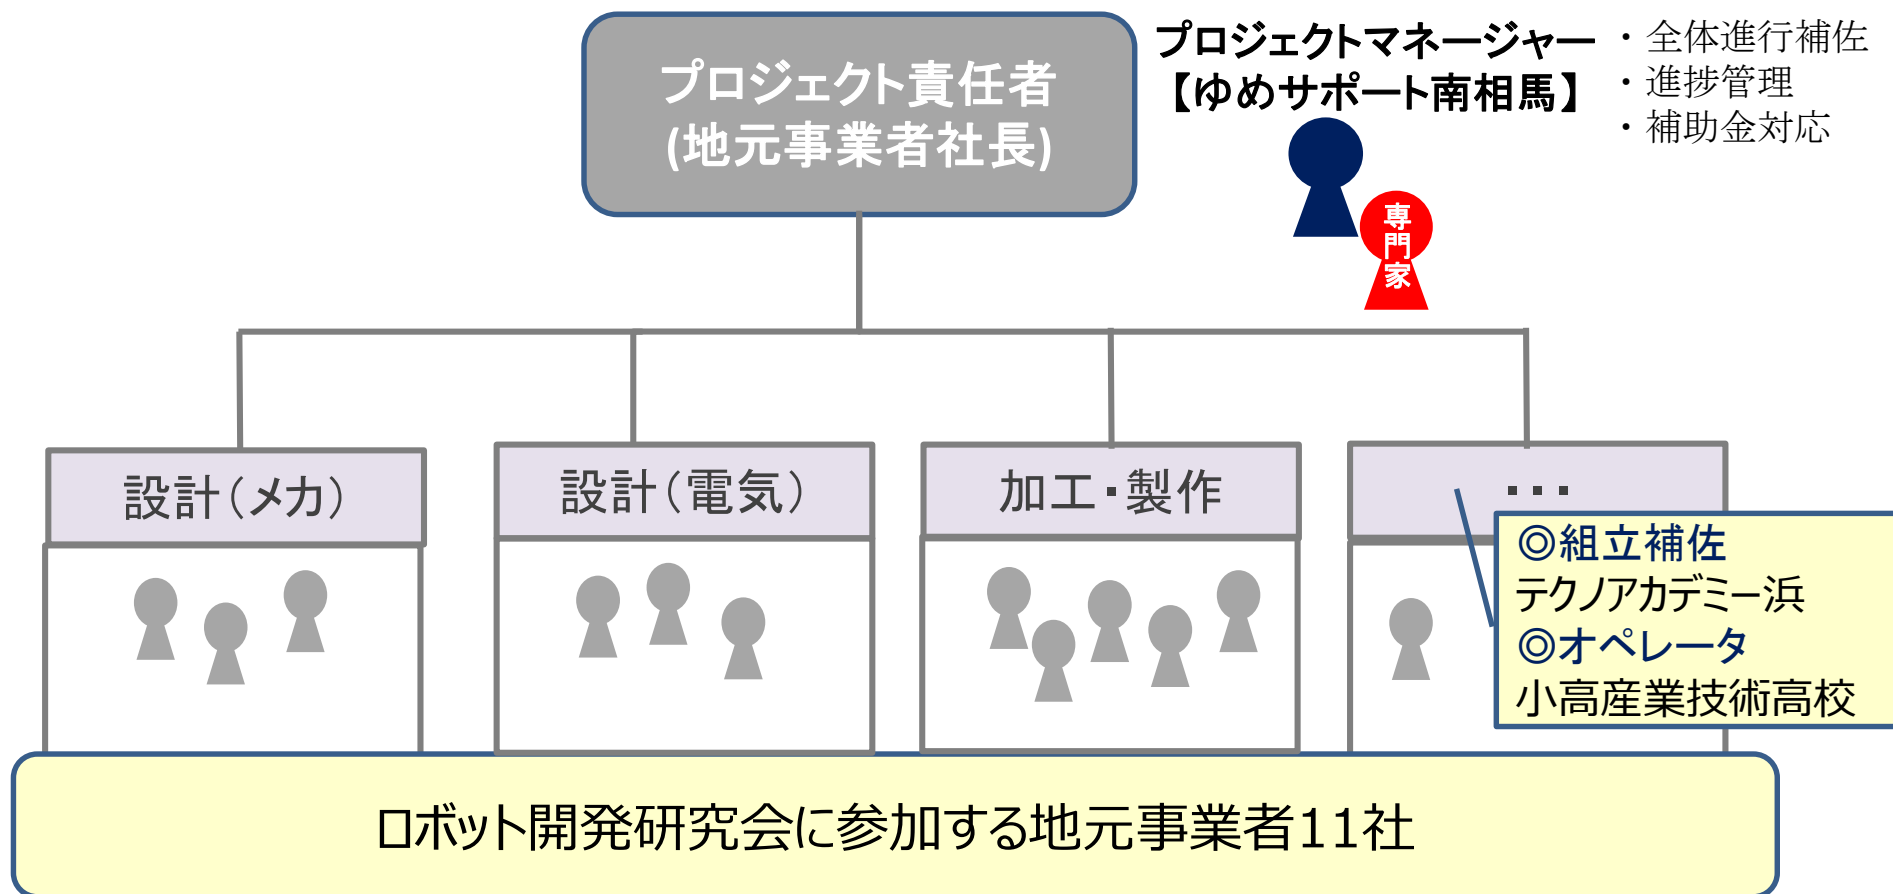 プロジェクト責任者
(地元事業者社長)
プロジェクトマネージャー
【ゆめサポート南相馬】
・全体進行補佐
・進捗管理
・補助金対応
専門家
設計(メカ)
設計(電気)
加工・製作
・・・
◎組立補佐
テクノアカデミー浜
◎オペレータ
小高産業技術高校
ロボット開発研究会に参加する地元事業者11社